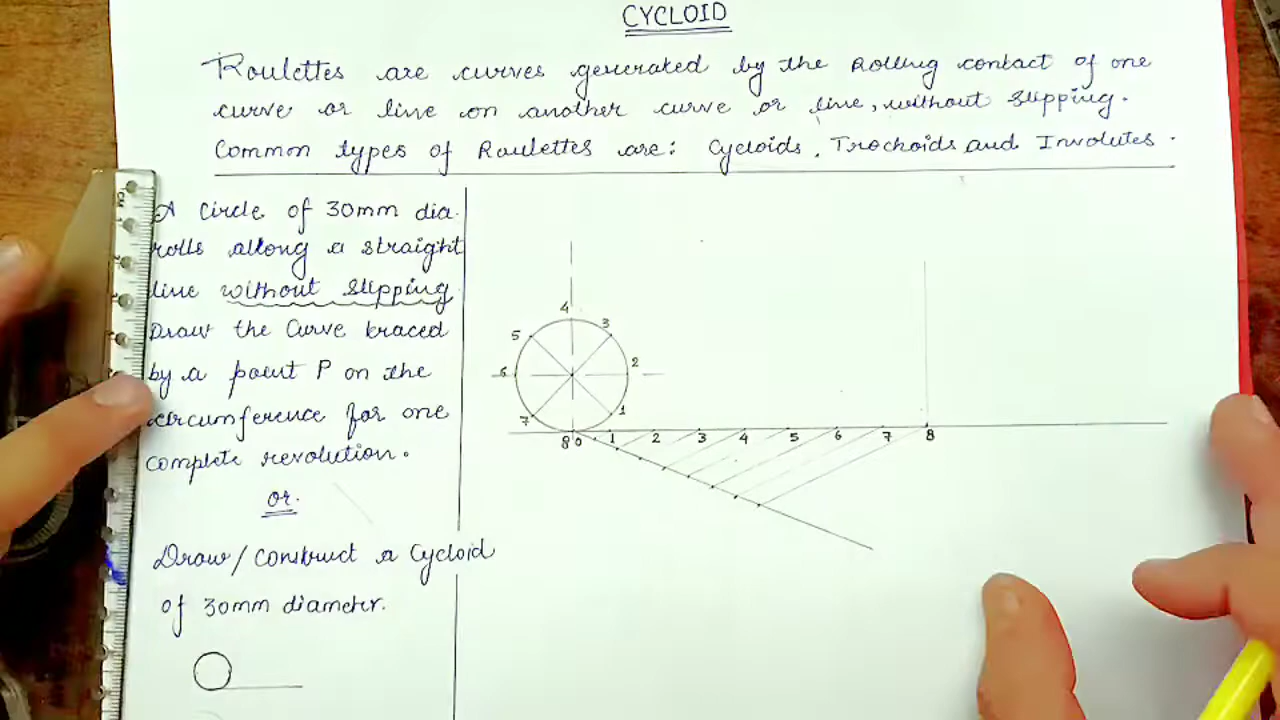 CYCLOID
Roulettes are curves generated by the Rolling contact of one
curve or line on another curve or line, without slipping.
Common types of Roulettes are: Cycloids, Trochoids and Involutes.
A circle of 30mm dia.
rolls allong a straight
line without slipping
Draw the Curve traced
by a point P on the
circumference for one
complete revolution.
or.
Draw/construct a Cycloid
of 30mm diameter.
4
5 3
6 2
7 1
8 0 1 2 3 4 5 6 7 8